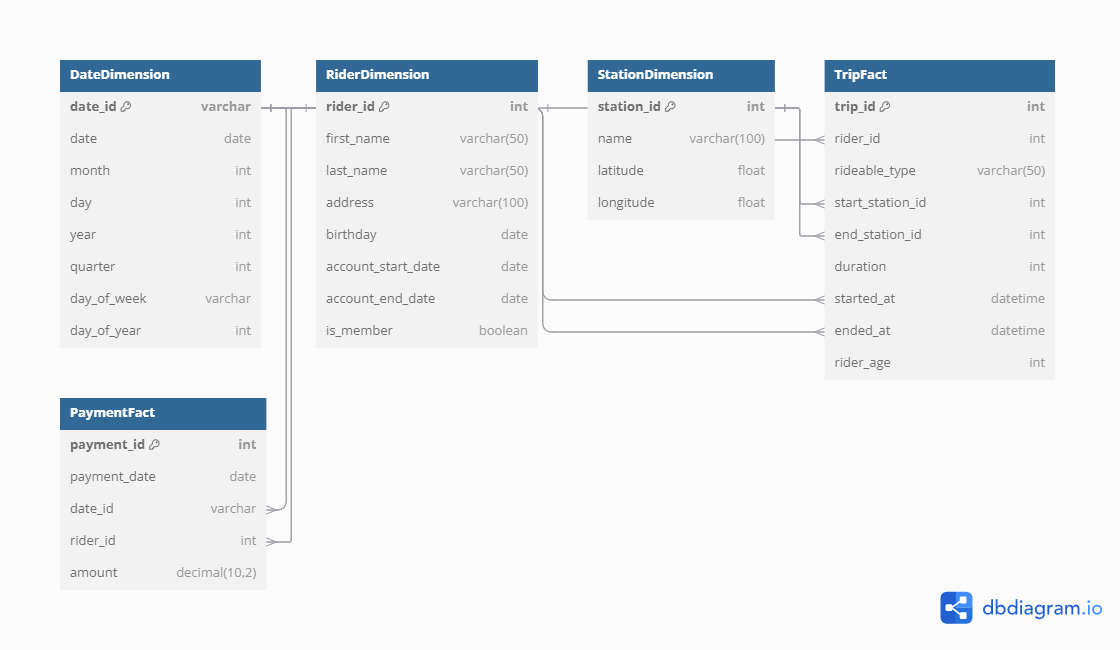 DateDimension
date_id varchar
date date
month int
day int
year int
quarter int
day_of_week varchar
day_of_year int
RiderDimension
rider_id int
first_name varchar(50)
last_name varchar(50)
address varchar(100)
birthday date
account_start_date date
account_end_date date
is_member boolean
StationDimension
station_id int
name varchar(100)
latitude float
longitude float
TripFact
trip_id int
rider_id int
rideable_type varchar(50)
start_station_id int
end_station_id int
duration int
started_at datetime
ended_at datetime
rider_age int
PaymentFact
payment_id int
payment_date date
date_id varchar
rider_id int
amount decimal(10,2)
dbdiagram.io